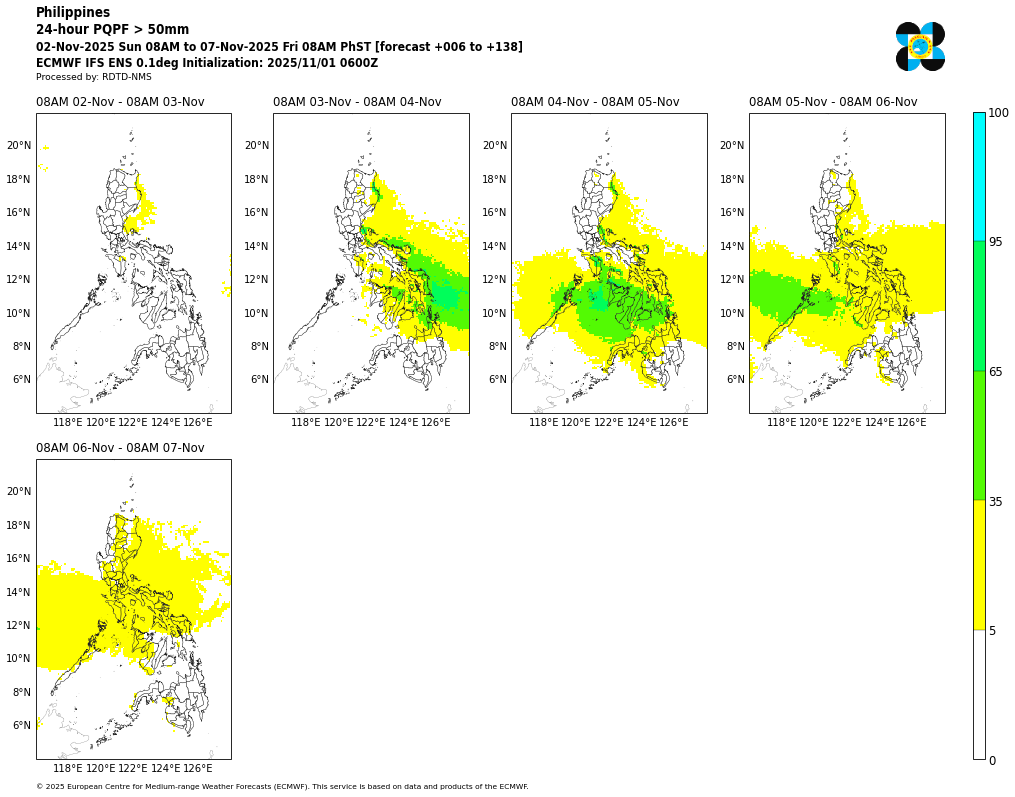 Philippines
24-hour PQPF > 50mm
02-Nov-2025 Sun 08AM to 07-Nov-2025 Fri 08AM PhST [forecast +006 to +138]
ECMWF IFS ENS 0.1deg Initialization: 2025/11/01 0600Z
Processed by: RDTD-NMS
08AM 02-Nov - 08AM 03-Nov
08AM 03-Nov - 08AM 04-Nov
08AM 04-Nov - 08AM 05-Nov
08AM 05-Nov - 08AM 06-Nov
20°N 20°N 20°N 20°N
18°N 18°N 18°N 18°N
16°N 16°N 16°N 16°N
14°N 14°N 14°N 14°N
12°N 12°N 12°N 12°N
10°N 10°N 10°N 10°N
8°N 8°N 8°N 8°N
6°N 6°N 6°N 6°N
118°E 120°E 122°E 124°E 126°E 118°E 120°E 122°E 124°E 126°E 118°E 120°E 122°E 124°E 126°E 118°E 120°E 122°E 124°E 126°E
08AM 06-Nov - 08AM 07-Nov
20°N
18°N
16°N
14°N
12°N
10°N
8°N
6°N
118°E 120°E 122°E 124°E 126°E
100
95
65
35
5
0
© 2025 European Centre for Medium-range Weather Forecasts (ECMWF). This service is based on data and products of the ECMWF.